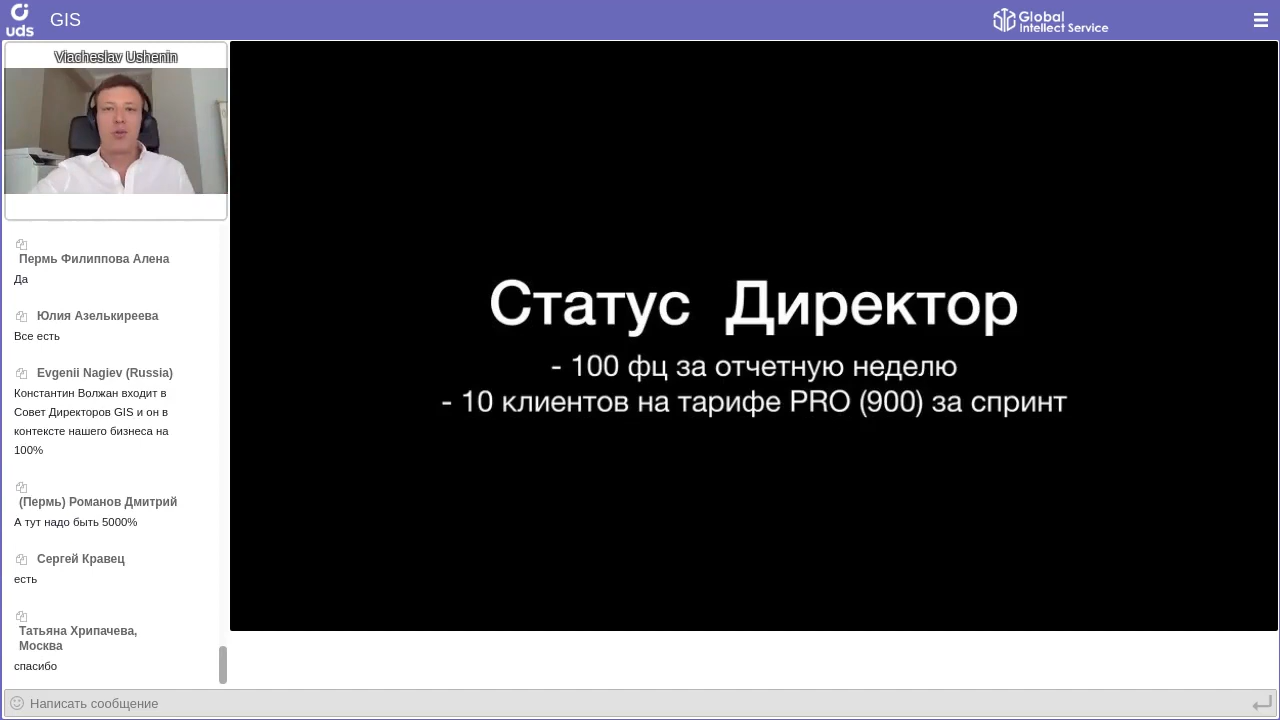 uds
GIS
Global
Intellect Service
Viacheslav Ushenin
Пермь Филиппова Алена
Да
Юлия Азелькиреева
Все есть
Evgenii Nagiev (Russia)
Константин Волжан входит в
Совет Директоров GIS и он в
контексте нашего бизнеса на
100%
(Пермь) Романов Дмитрий
А тут надо быть 5000%
Сергей Кравец
есть
Татьяна Хрипачева,
Москва
спасибо
Статус Директор
- 100 фц за отчетную неделю
- 10 клиентов на тарифе PRO (900) за спринт
Написать сообщение